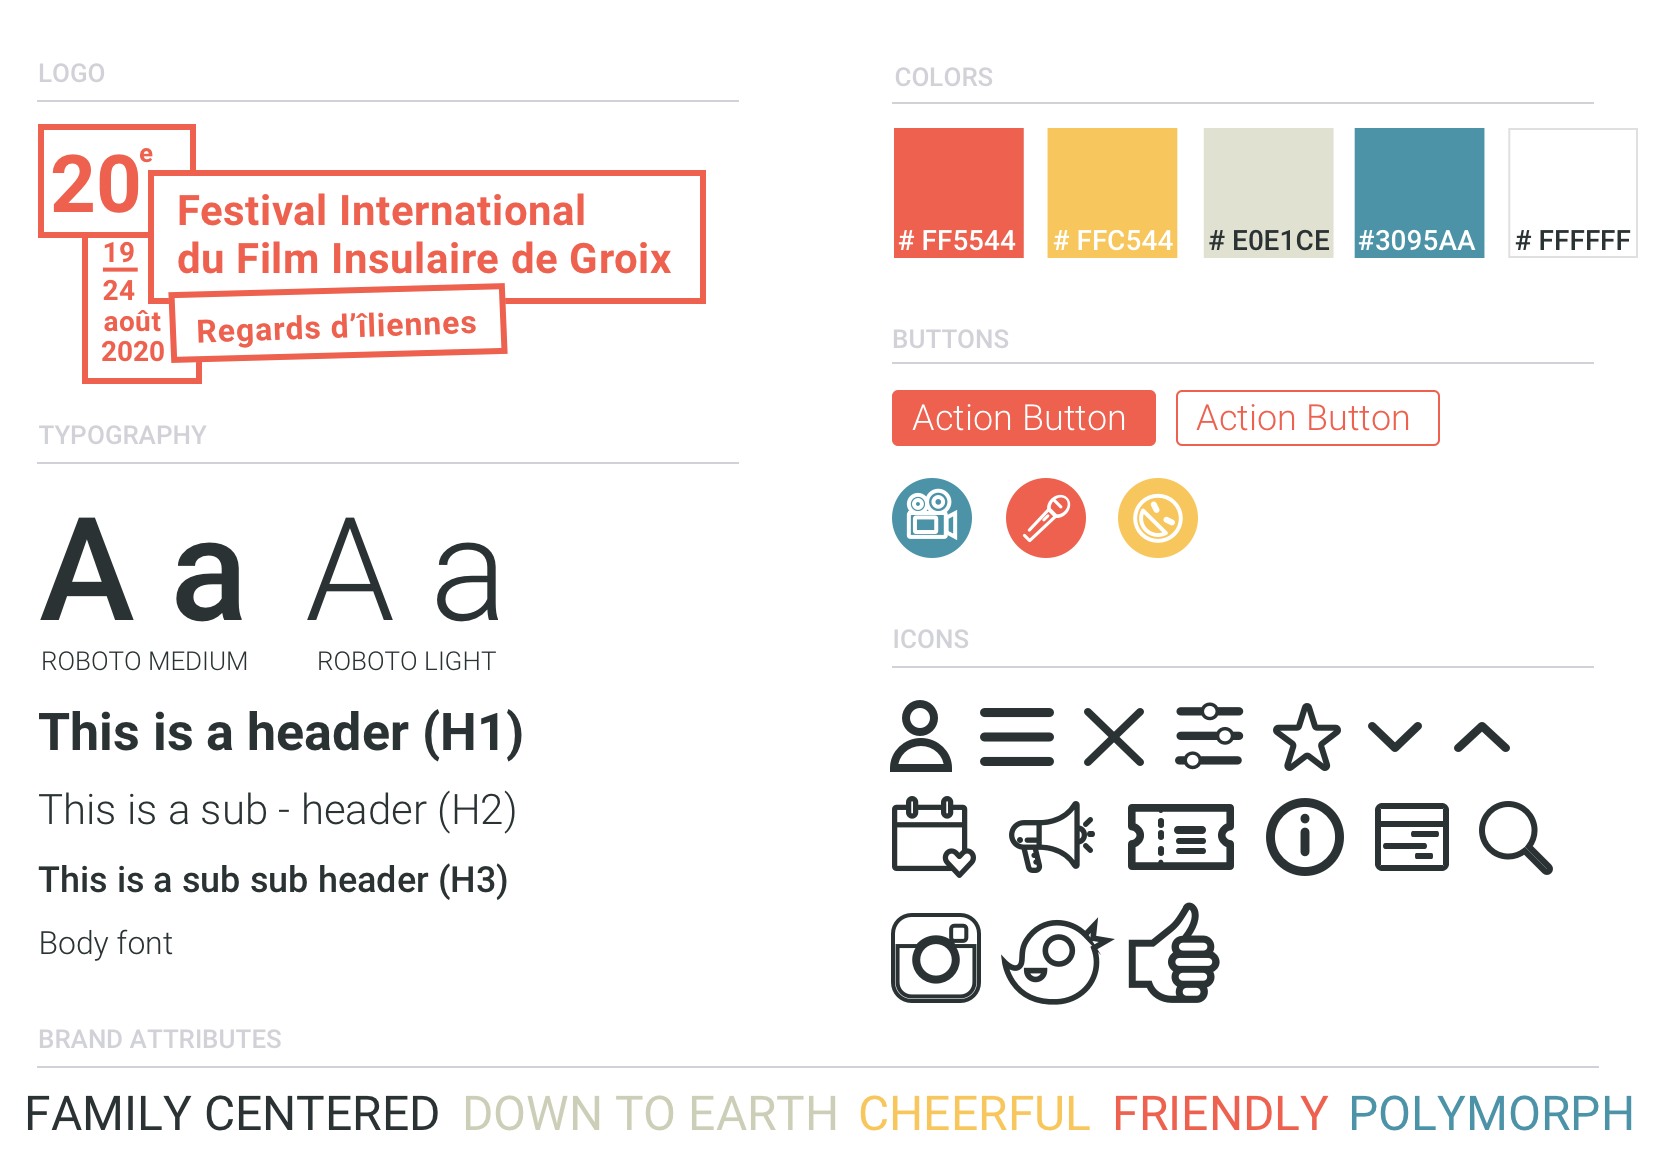 LOGO
20e
Festival International
du Film Insulaire de Groix
19
24
août
2020
Regards d’îliennes
TYPOGRAPHY
A a A a
ROBOTO MEDIUM ROBOTO LIGHT
This is a header (H1)
This is a sub - header (H2)
This is a sub sub header (H3)
Body font
COLORS
# FF5544 # FFC544 # E0E1CE #3095AA # FFFFFF
BUTTONS
Action Button Action Button
ICONS
BRAND ATTRIBUTES
FAMILY CENTERED DOWN TO EARTH CHEERFUL FRIENDLY POLYMORPH